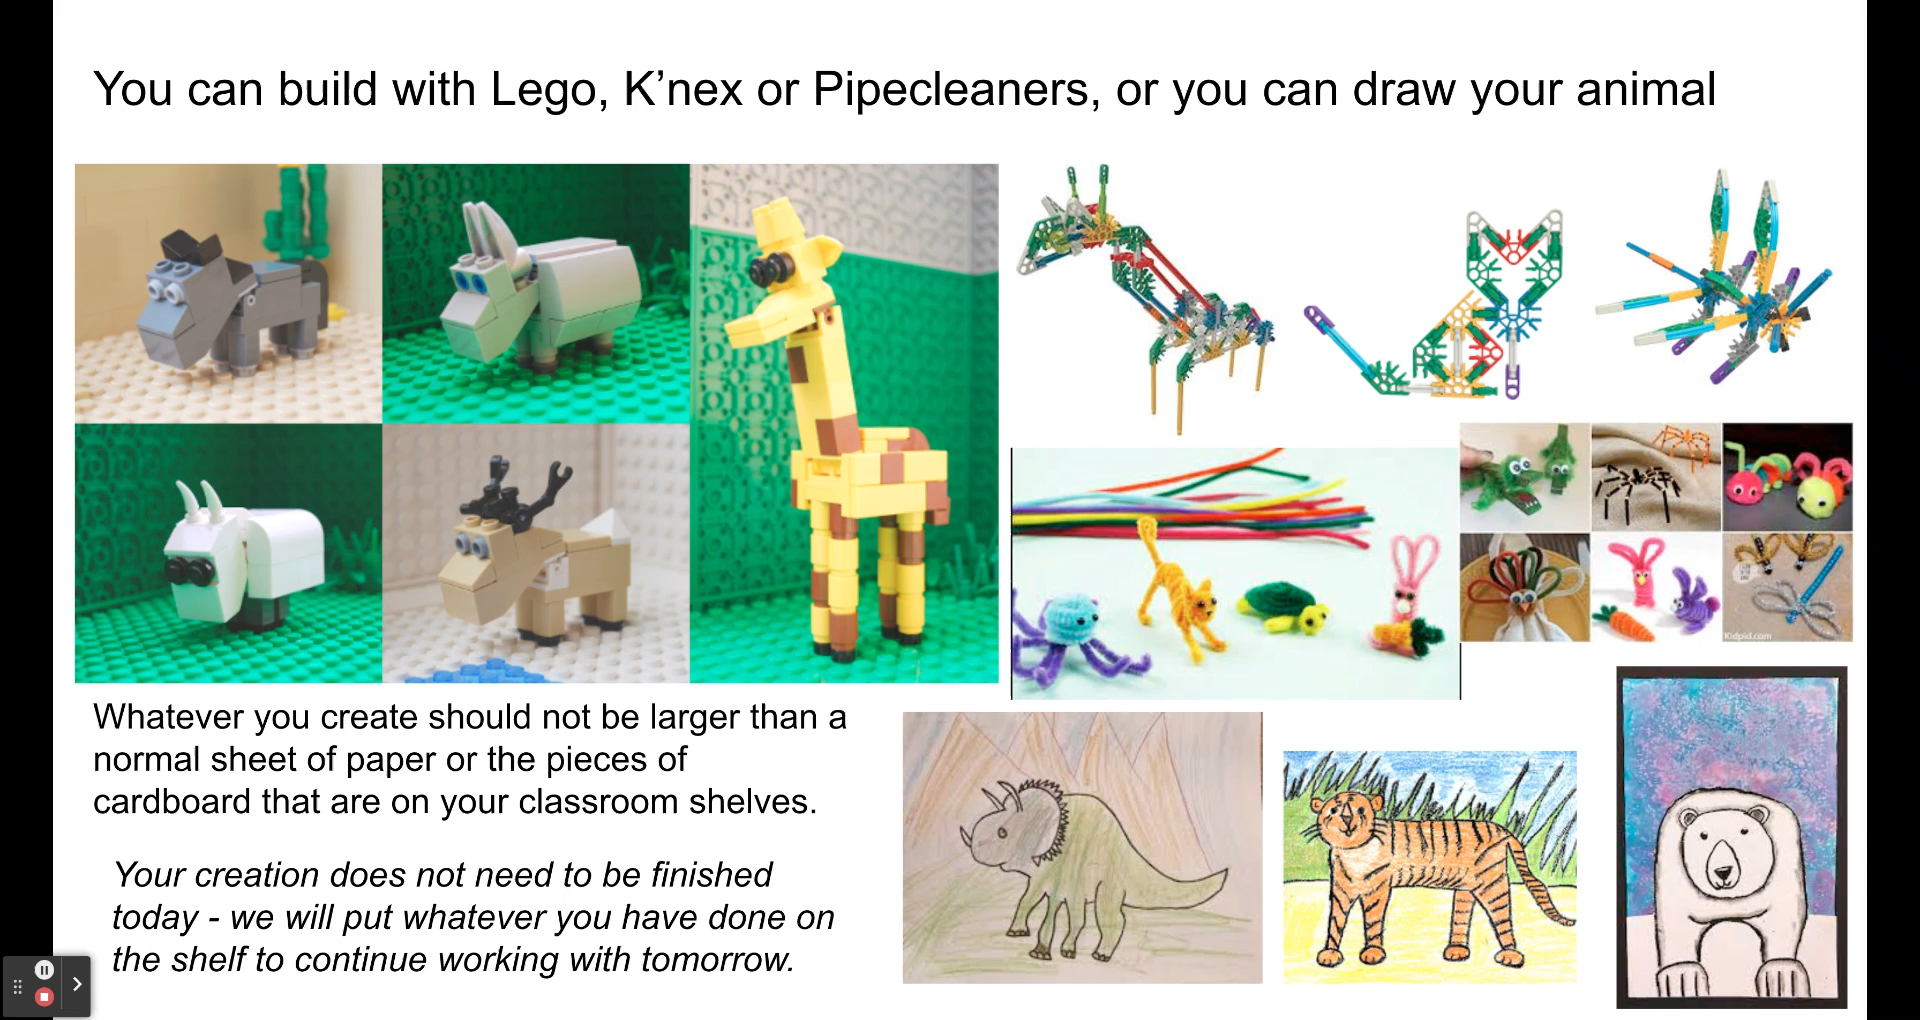 You can build with Lego, K’nex or Pipecleaners, or you can draw your animal
Whatever you create should not be larger than a
normal sheet of paper or the pieces of
cardboard that are on your classroom shelves.
Your creation does not need to be finished
today - we will put whatever you have done on
the shelf to continue working with tomorrow.
Kidpid.com